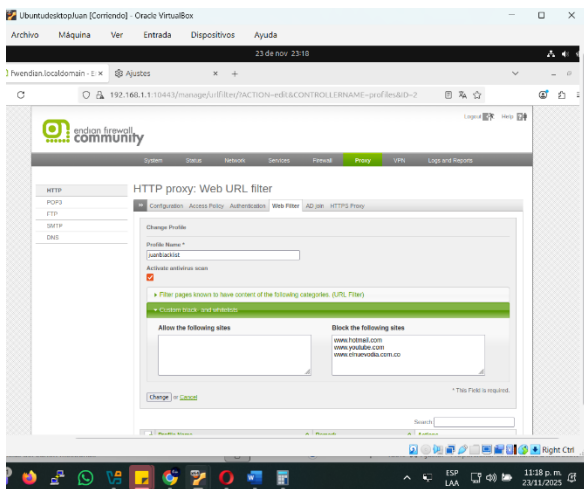 UbuntudesktopJuan [Corriendo] - Oracle VirtualBox
Archivo Máquina Ver Entrada Dispositivos Ayuda
23 de nov 23:18
fwendian.localdomain - E
Ajustes
192.168.1.1:10443/manage/urlfilter/?ACTION=edit&CONTROLLERNAME=profiles&ID=2
Logout Help
endian firewall
community
System Status Network Services Firewall Proxy VPN Logs and Reports
HTTP
POP3
FTP
SMTP
DNS
HTTP proxy: Web URL filter
Configuration Access Policy Authentication Web Filter AD join HTTPS Proxy
Change Profile
Profile Name *
juanblacklist
Activate antivirus scan
Filter pages known to have content of the following categories. (URL Filter)
Custom black- and whitelists
Allow the following sites
Block the following sites
www.hotmail.com
www.youtube.com
www.elnuevodia.com.co
* This Field is required.
Change or Cancel
Search
Profile Name Remark Actions
Right Ctrl
ESP
LAA
11:18 p. m.
23/11/2025